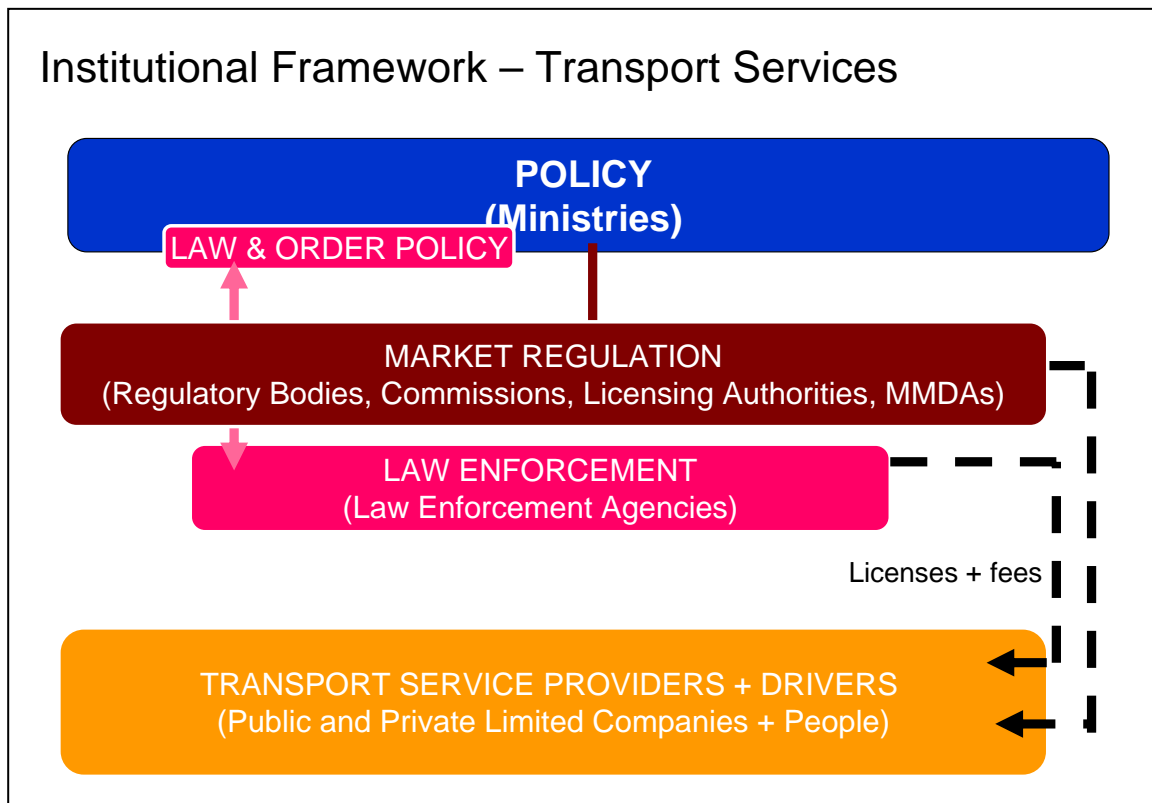 Institutional Framework – Transport Services
POLICY
(Ministries)
LAW & ORDER POLICY
MARKET REGULATION
(Regulatory Bodies, Commissions, Licensing Authorities, MMDAs)
LAW ENFORCEMENT
(Law Enforcement Agencies)
Licenses + fees
TRANSPORT SERVICE PROVIDERS + DRIVERS
(Public and Private Limited Companies + People)